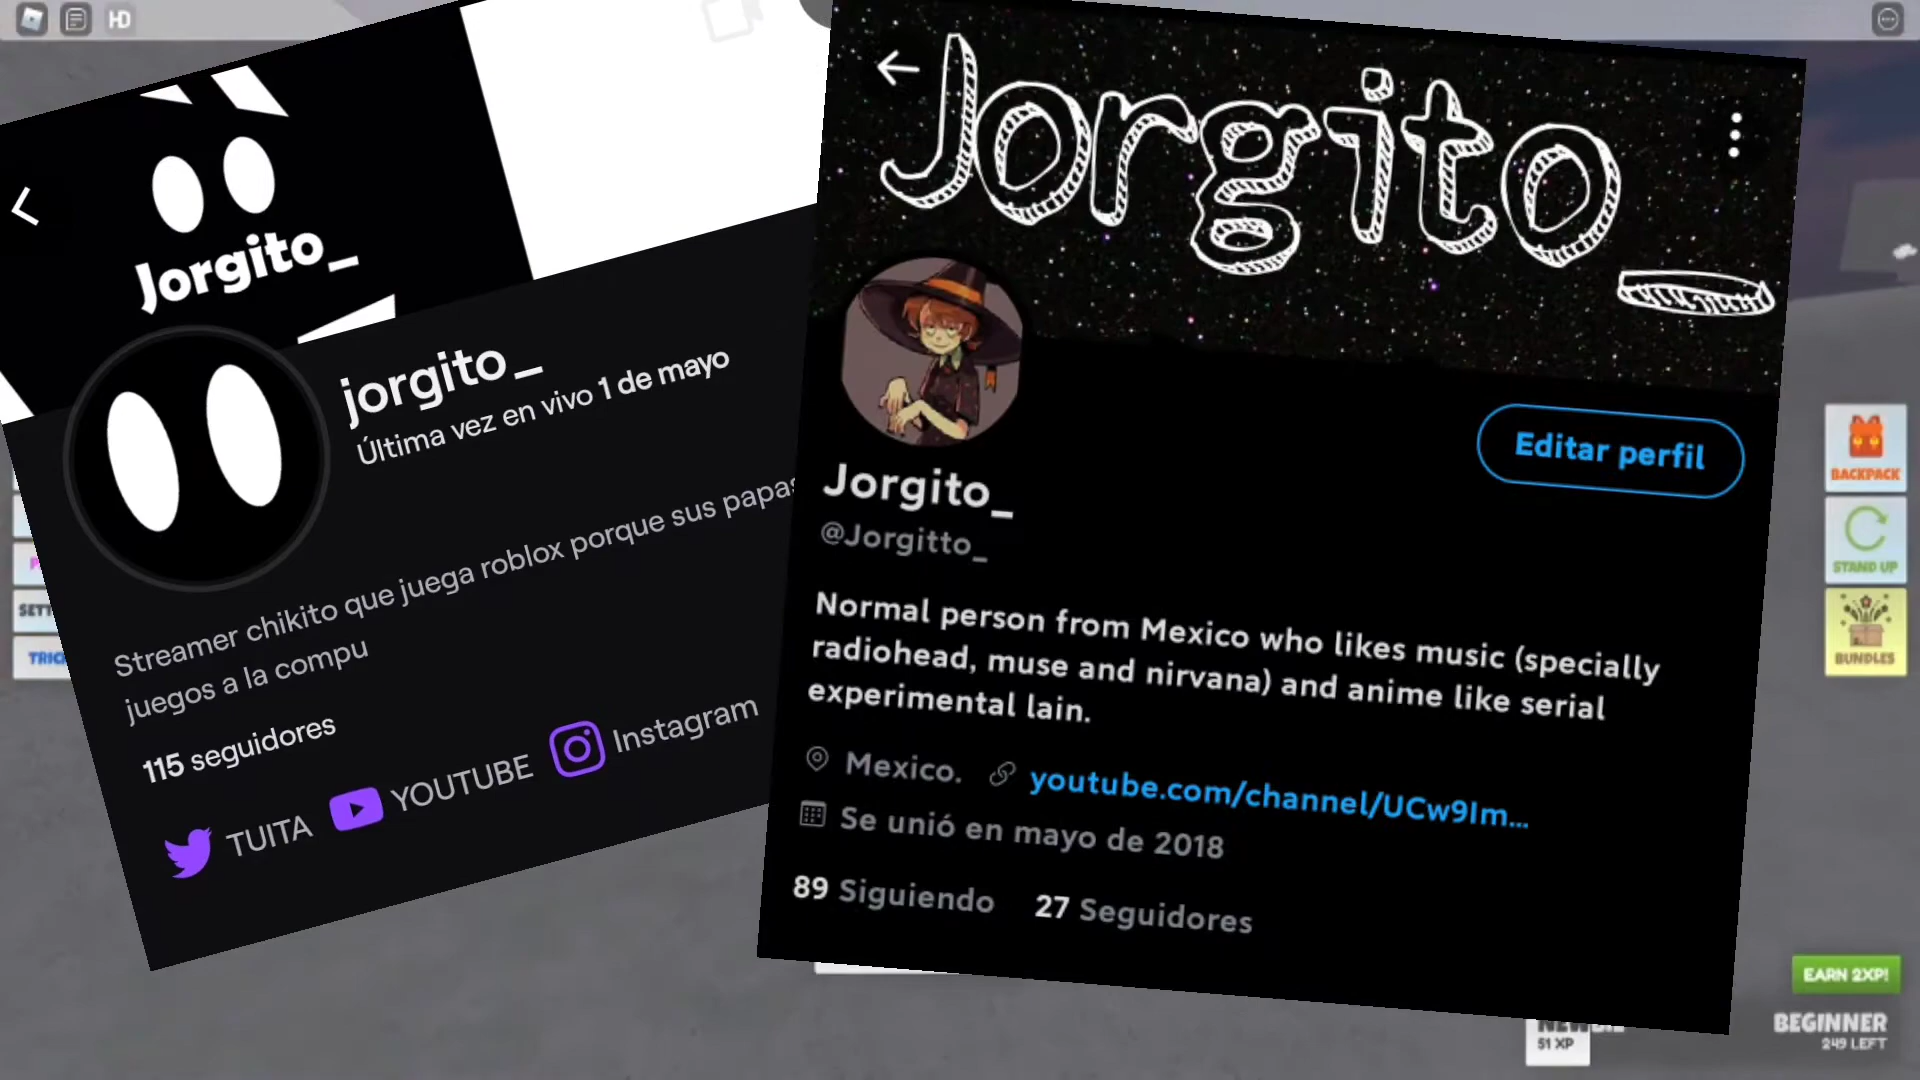 HD
Jorgito_
jorgito_
Última vez en vivo 1 de mayo
Streamer chikito que juega roblox porque sus papas
juegos a la compu
115 seguidores
TUITA
YOUTUBE
Instagram
Jorgito_
Jorgito_
@Jorgitto_
Editar perfil
Normal person from Mexico who likes music (specially
radiohead, muse and nirvana) and anime like serial
experimental lain.
Mexico.
youtube.com/channel/UCw9Im...
Se unió en mayo de 2018
89 Siguiendo 27 Seguidores
BACKPACK
STAND UP
BUNDLES
EARN 2XP!
BEGINNER
249 LEFT
51 XP